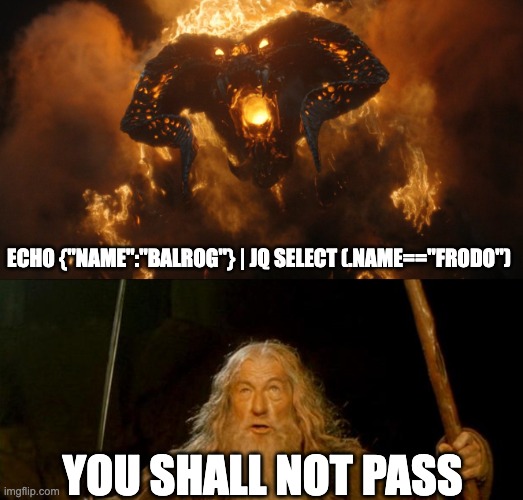 ECHO {"NAME":"BALROG"} | JQ SELECT (.NAME=="FRODO")
YOU SHALL NOT PASS
imgflip.com